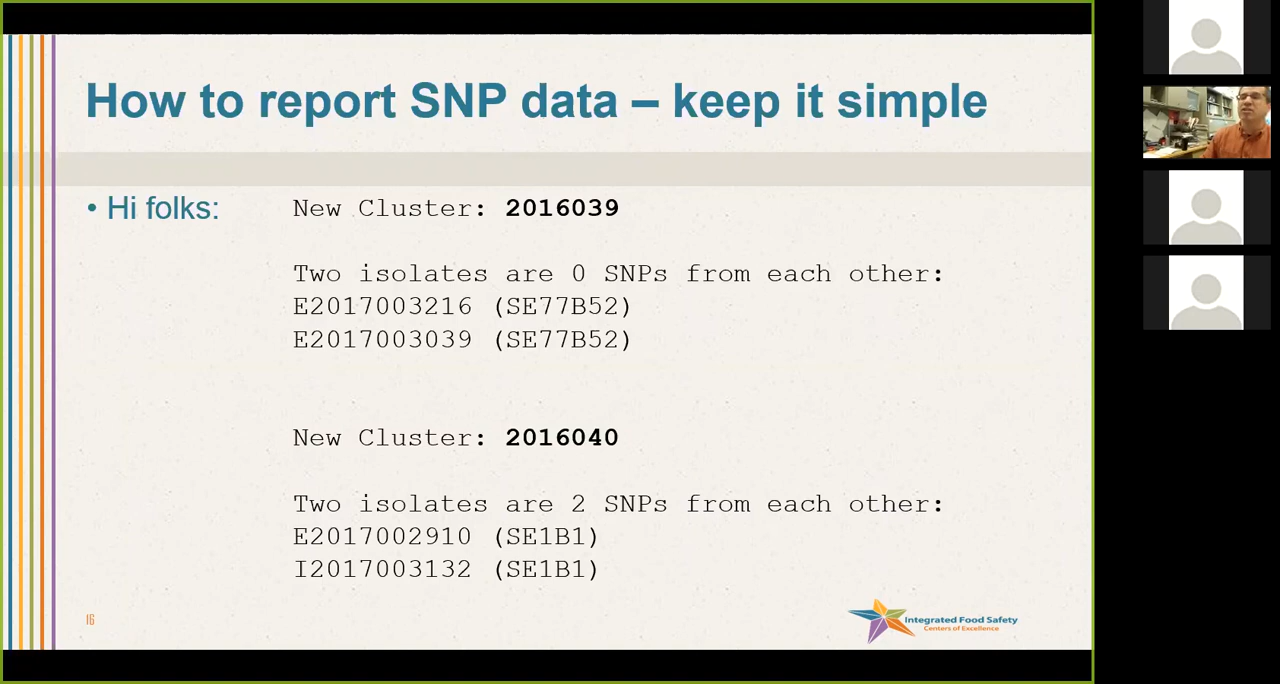 How to report SNP data – keep it simple
• Hi folks:
New Cluster: 2016039
Two isolates are 0 SNPs from each other:
E2017003216 (SE77B52)
E2017003039 (SE77B52)
New Cluster: 2016040
Two isolates are 2 SNPs from each other:
E2017002910 (SE1B1)
I2017003132 (SE1B1)
16
Integrated Food Safety
Centers of Excellence